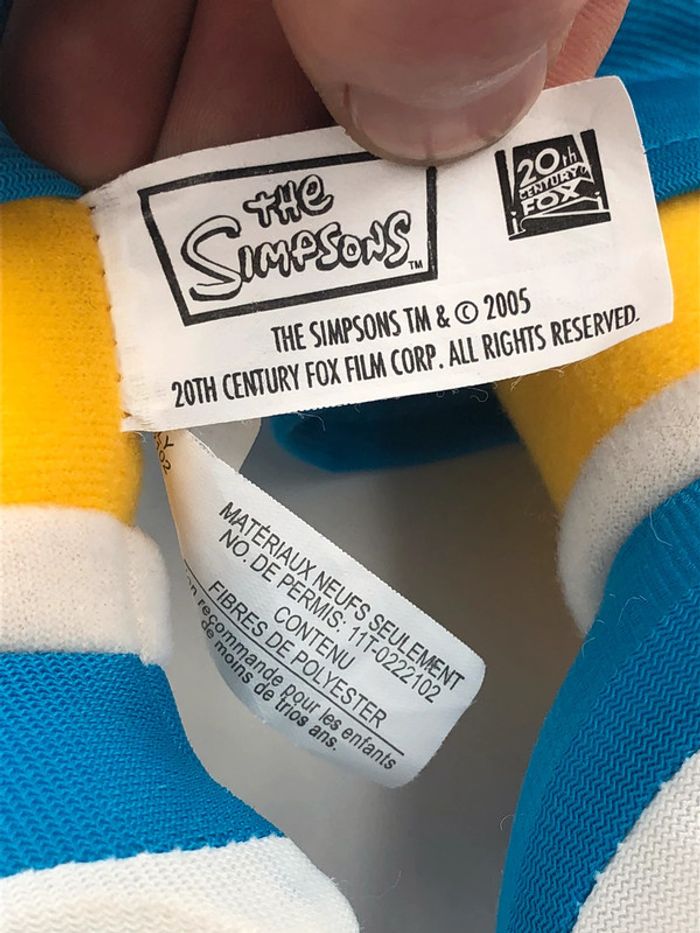 THE
SIMPSONS TM
20th
CENTURY
FOX
THE SIMPSONS TM & © 2005
20TH CENTURY FOX FILM CORP. ALL RIGHTS RESERVED.
MATÉRIAUX NEUFS SEULEMENT
NO. DE PERMIS: 11T-0222102
CONTENU
FIBRES DE POLYESTER
recommande pour les enfants
de moins de trios ans.